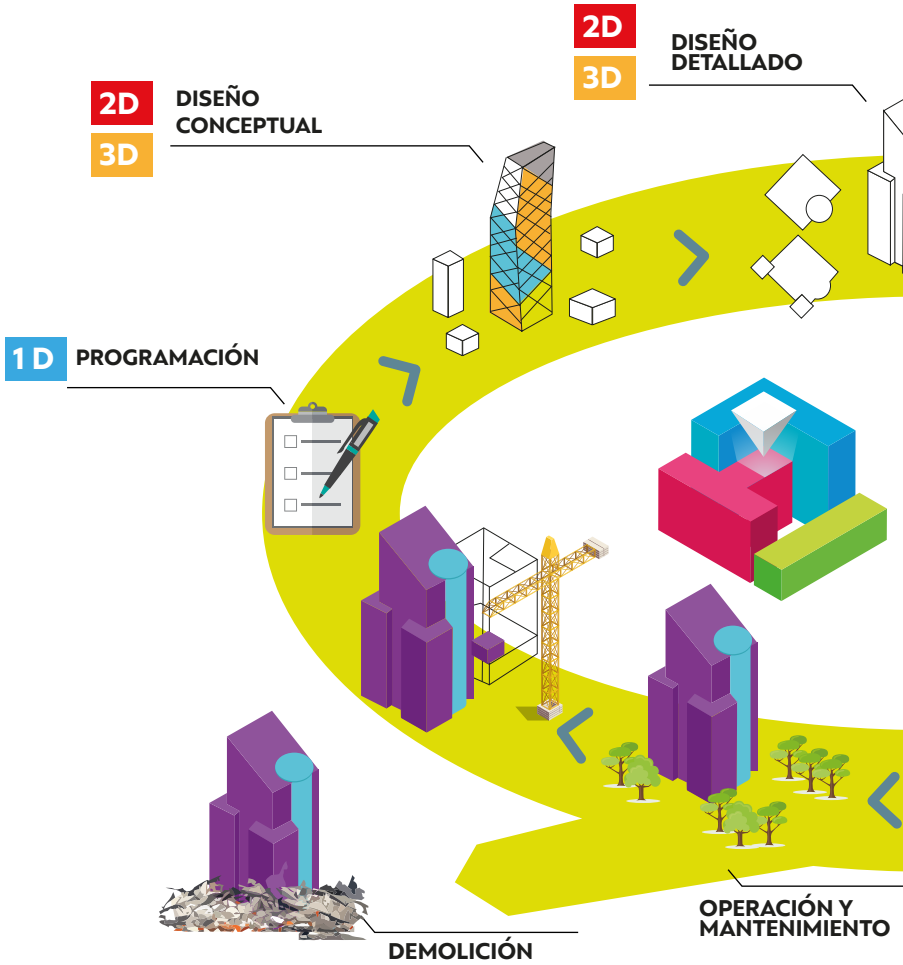 2D
3D
DISEÑO
DETALLADO
2D
3D
DISEÑO
CONCEPTUAL
1 D PROGRAMACIÓN
OPERACIÓN Y
MANTENIMIENTO
DEMOLICIÓN